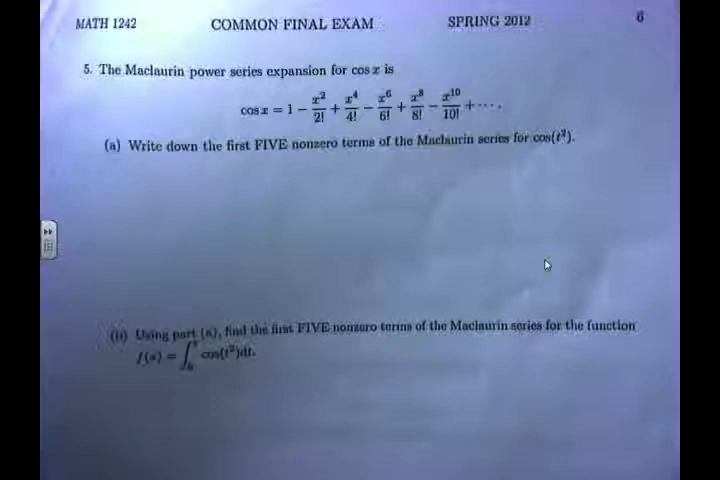 MATH 1242 COMMON FINAL EXAM SPRING 2012 6
5. The Maclaurin power series expansion for cos x is
cos x = 1 − x²/2! + x⁴/4! − x⁶/6! + x⁸/8! − x¹⁰/10! + ··· .
(a) Write down the first FIVE nonzero terms of the Maclaurin series for cos(t²).
(b) Using part (a), find the first FIVE nonzero terms of the Maclaurin series for the function
f(x) = ∫₀ˣ cos(t²)dt.